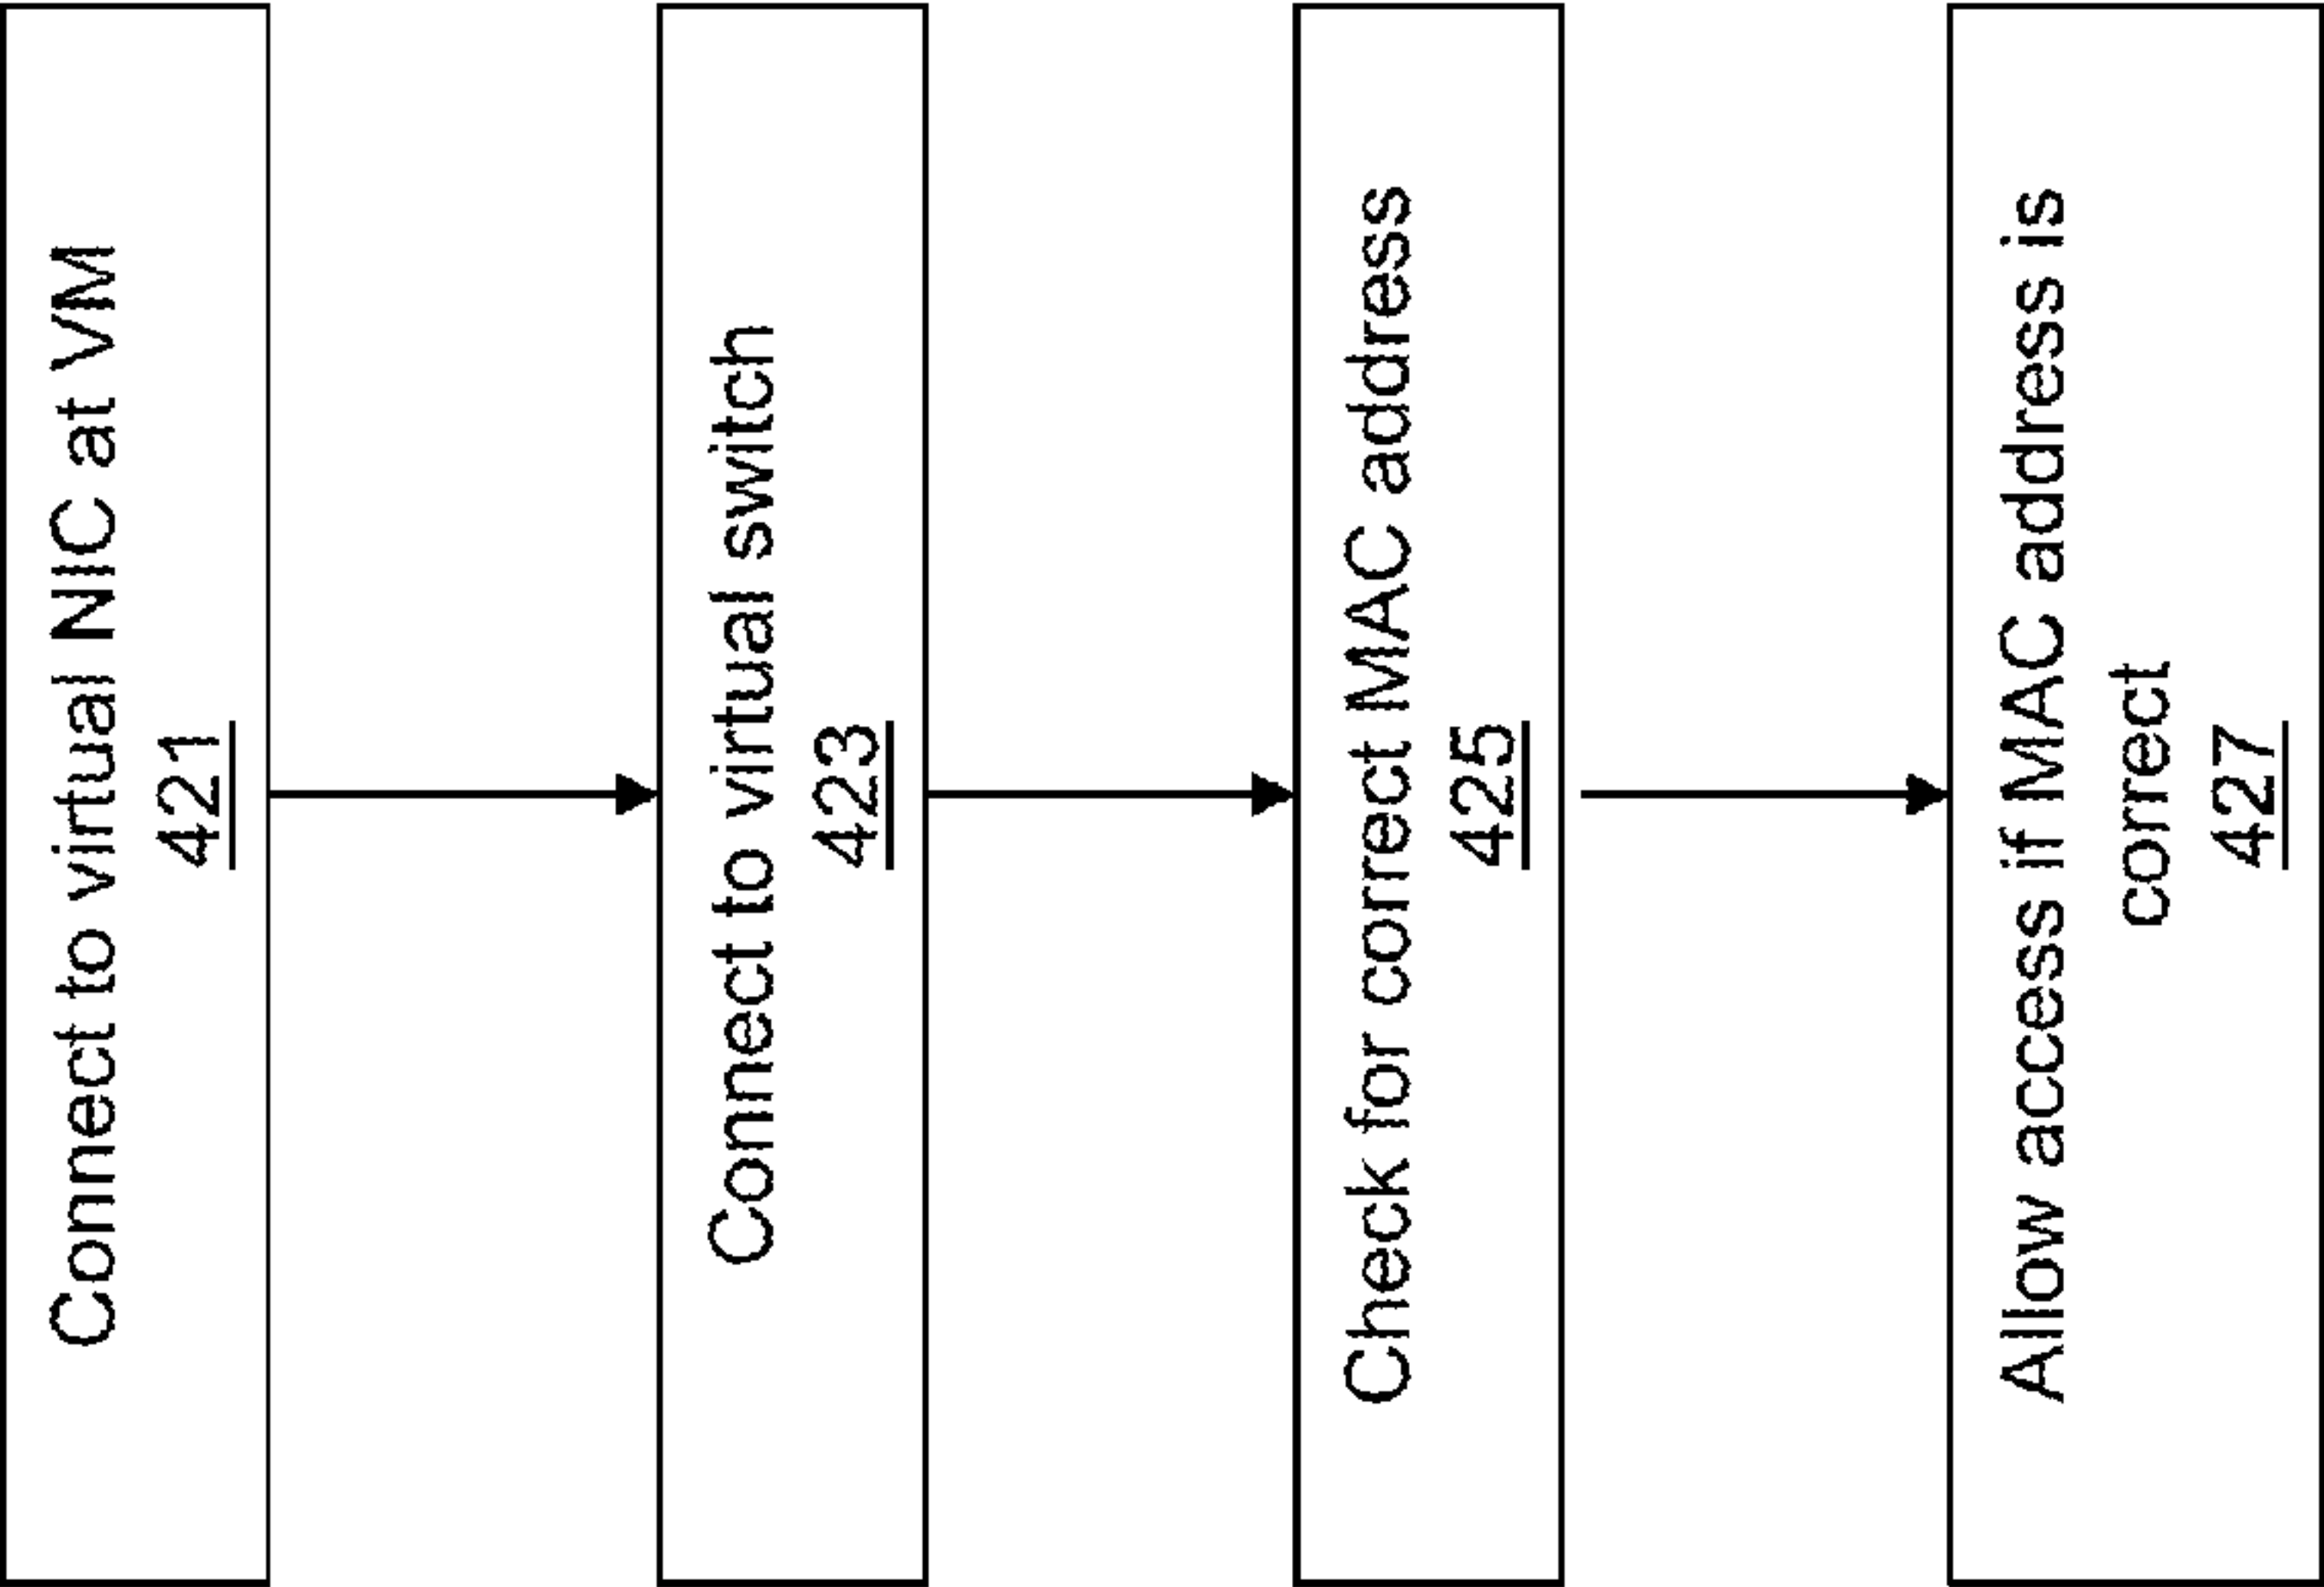 Connect to virtual NIC at VM
421
Connect to virtual switch
423
Check for correct MAC address
425
Allow access if MAC address is
correct
427